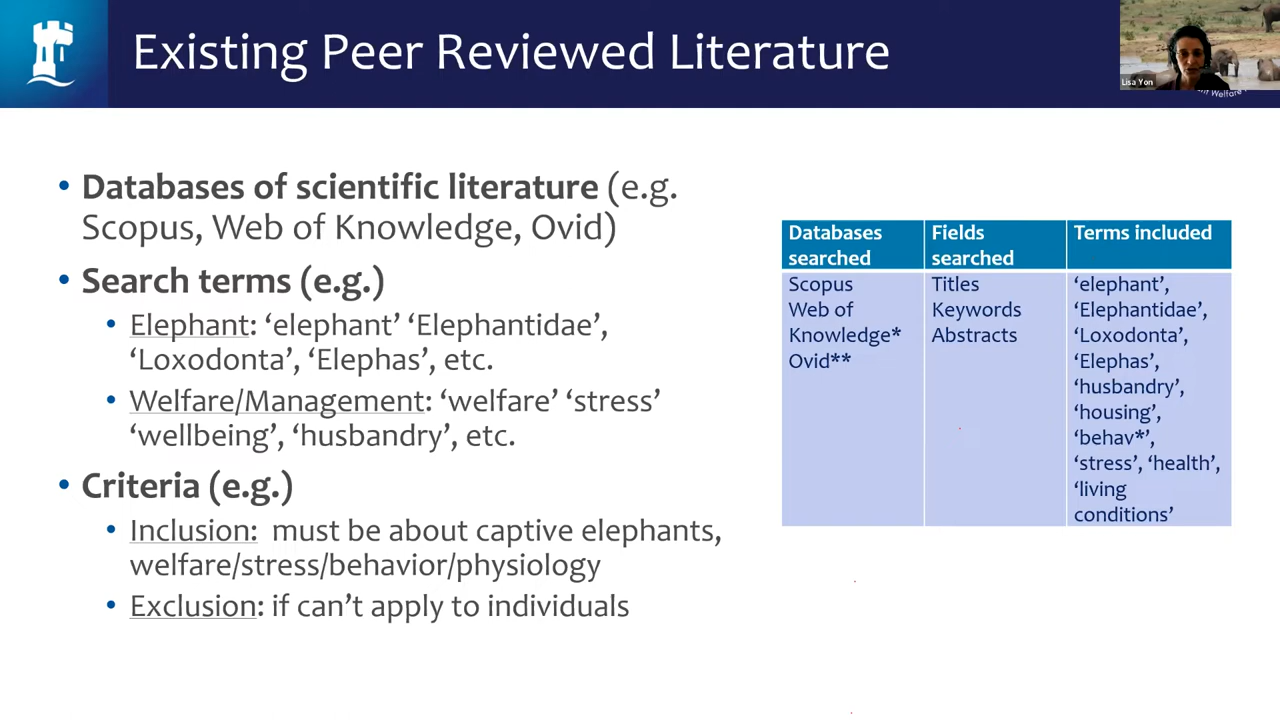 Existing Peer Reviewed Literature
Lisa Yon
Welfare
• Databases of scientific literature (e.g.
Scopus, Web of Knowledge, Ovid)
• Search terms (e.g.)
• Elephant: ‘elephant’ ‘Elephantidae’,
‘Loxodonta’, ‘Elephas’, etc.
• Welfare/Management: ‘welfare’ ‘stress’
‘wellbeing’, ‘husbandry’, etc.
• Criteria (e.g.)
• Inclusion:  must be about captive elephants,
welfare/stress/behavior/physiology
• Exclusion: if can’t apply to individuals
Databases
searched
Fields
searched
Terms included
Scopus
Web of
Knowledge*
Ovid**
Titles
Keywords
Abstracts
‘elephant’,
‘Elephantidae’,
‘Loxodonta’,
‘Elephas’,
‘husbandry’,
‘housing’,
‘behav*’,
‘stress’, ‘health’,
‘living
conditions’